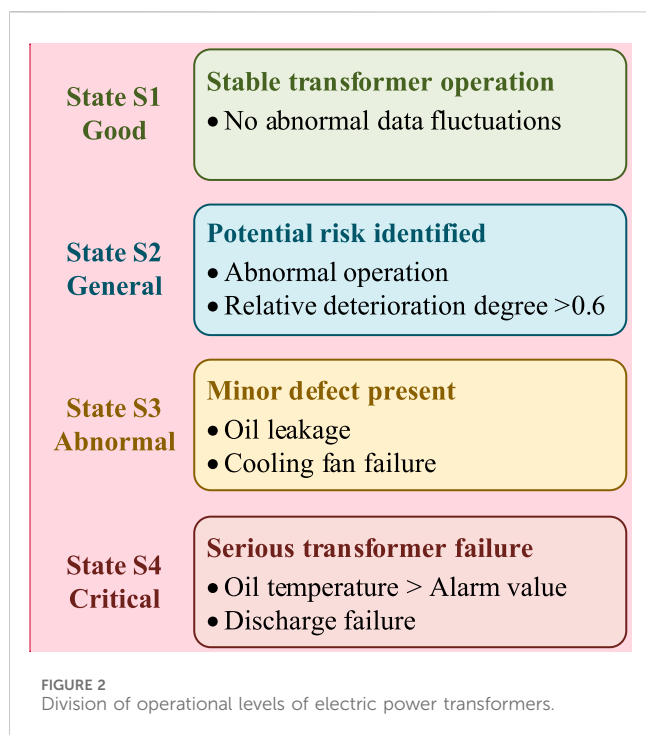 State S1
Good
Stable transformer operation
• No abnormal data fluctuations
State S2
General
Potential risk identified
• Abnormal operation
• Relative deterioration degree >0.6
State S3
Abnormal
Minor defect present
• Oil leakage
• Cooling fan failure
State S4
Critical
Serious transformer failure
• Oil temperature > Alarm value
• Discharge failure
FIGURE 2
Division of operational levels of electric power transformers.